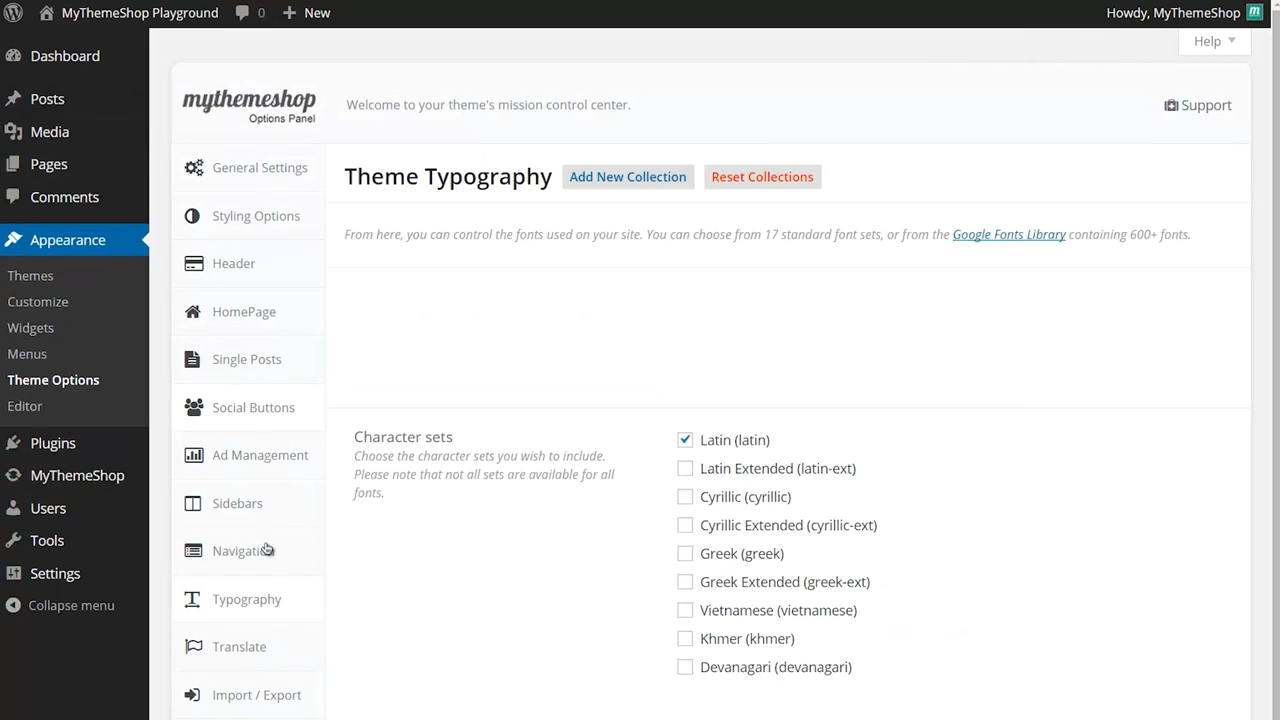 MyThemeShop Playground
0
New
Howdy, MyThemeShop
m
Help
Dashboard
Posts
Media
Pages
Comments
Appearance
Themes
Customize
Widgets
Menus
Theme Options
Editor
Plugins
MyThemeShop
Users
Tools
Settings
Collapse menu
mythemeshop
Options Panel
Welcome to your theme's mission control center.
Support
General Settings
Styling Options
Header
HomePage
Single Posts
Social Buttons
Ad Management
Sidebars
Navigation
Typography
Translate
Import / Export
Theme Typography
Add New Collection
Reset Collections
From here, you can control the fonts used on your site. You can choose from 17 standard font sets, or from the Google Fonts Library containing 600+ fonts.
Character sets
Choose the character sets you wish to include.
Please note that not all sets are available for all
fonts.
Latin (latin)
Latin Extended (latin-ext)
Cyrillic (cyrillic)
Cyrillic Extended (cyrillic-ext)
Greek (greek)
Greek Extended (greek-ext)
Vietnamese (vietnamese)
Khmer (khmer)
Devanagari (devanagari)